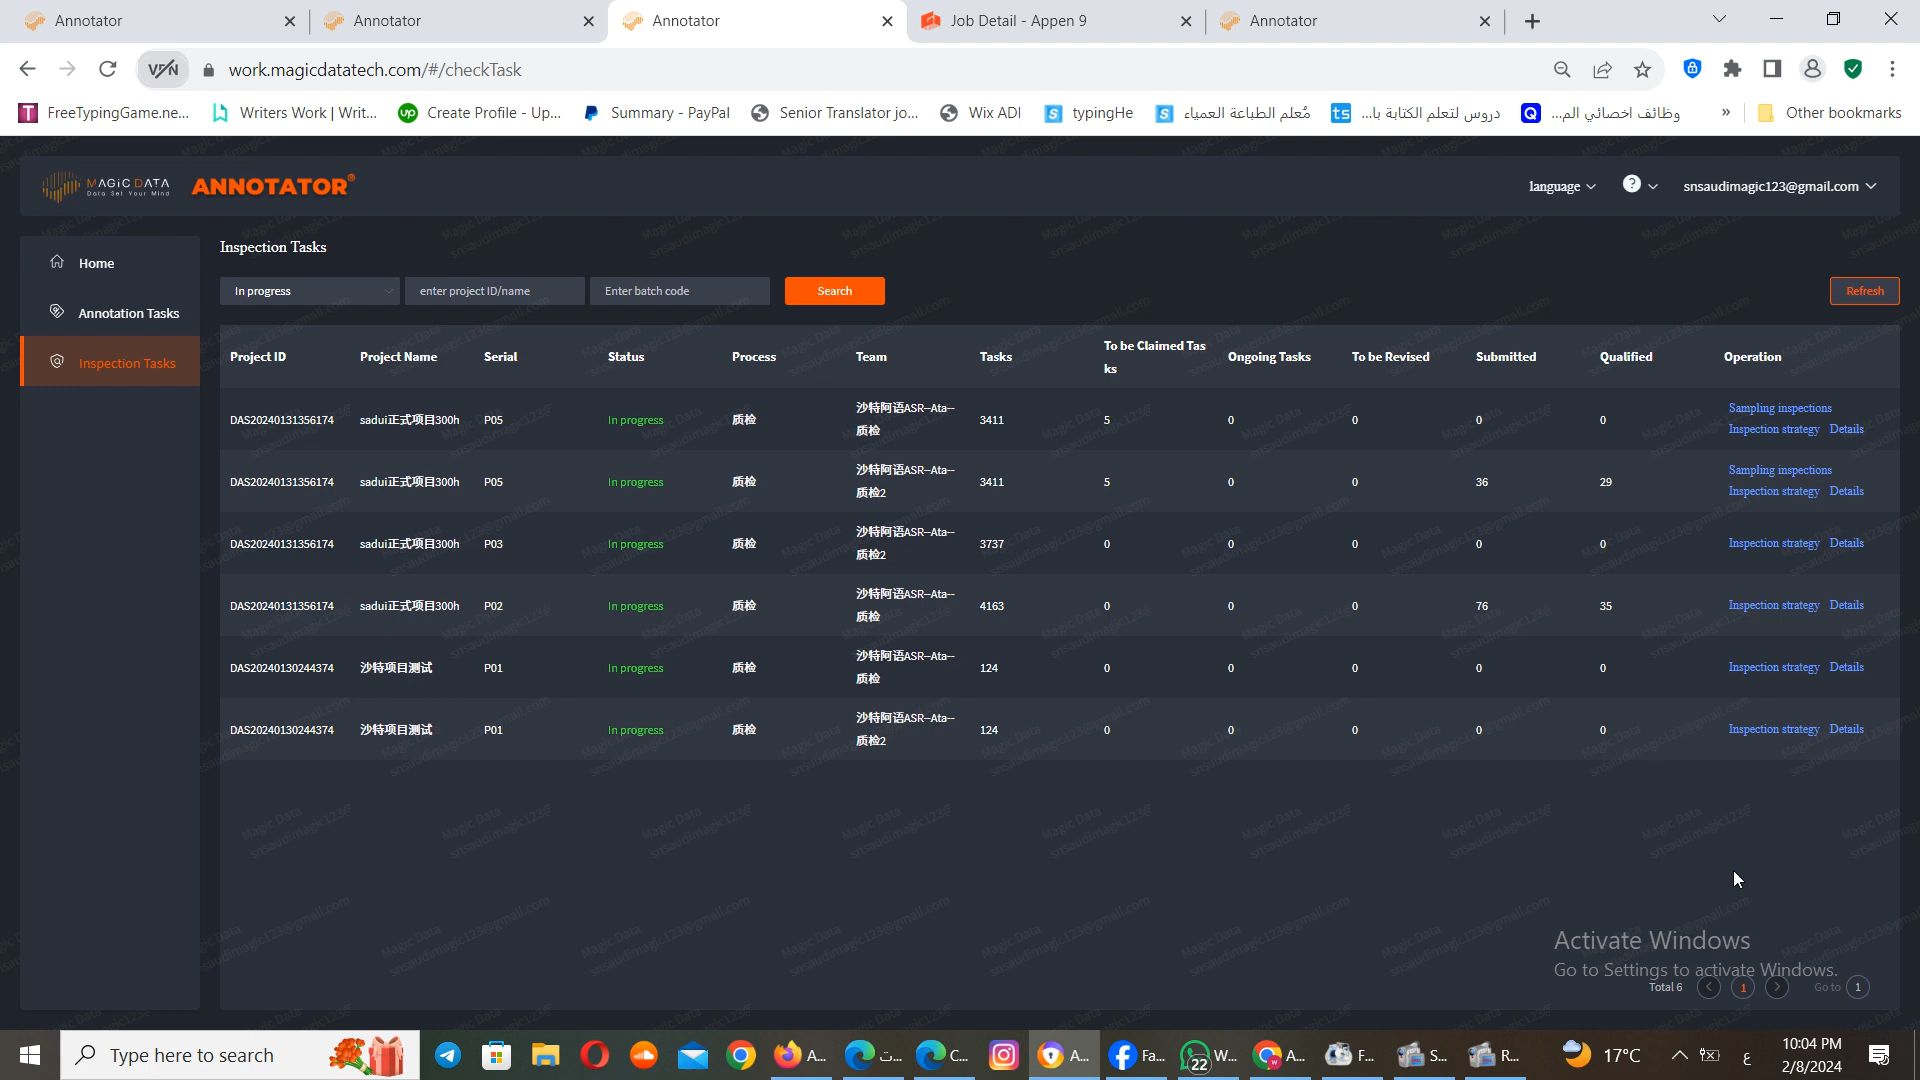 Annotator
Annotator
Annotator
Job Detail - Appen 9
Annotator
VPN
work.magicdatatech.com/#/checkTask
FreeTypingGame.ne...
Writers Work | Writ...
Create Profile - Up...
Summary - PayPal
Senior Translator jo...
Wix ADI
typingHe
مُعلم الطباعة العمياء
دروس لتعلم الكتابة با...
وظائف اخصائي الم...
»
Other bookmarks
MAGIC DATA
Data Set Your Mind
ANNOTATOR
language
snsaudimagic123@gmail.com
Home
Annotation Tasks
Inspection Tasks
Inspection Tasks
In progress
enter project ID/name
Enter batch code
Search
Refresh
Project ID Project Name Serial Status Process Team Tasks To be Claimed Tas
ks Ongoing Tasks To be Revised Submitted Qualified Operation
DAS20240131356174 sadui正式项目300h P05 In progress 质检 沙特阿语ASR--Ata--
质检 3411 5 0 0 0 0 Sampling inspections
Inspection strategy Details
DAS20240131356174 sadui正式项目300h P05 In progress 质检 沙特阿语ASR--Ata--
质检2 3411 5 0 0 36 29 Sampling inspections
Inspection strategy Details
DAS20240131356174 sadui正式项目300h P03 In progress 质检 沙特阿语ASR--Ata--
质检2 3737 0 0 0 0 0 Inspection strategy Details
DAS20240131356174 sadui正式项目300h P02 In progress 质检 沙特阿语ASR--Ata--
质检 4163 0 0 0 76 35 Inspection strategy Details
DAS20240130244374 沙特项目测试 P01 In progress 质检 沙特阿语ASR--Ata--
质检 124 0 0 0 0 0 Inspection strategy Details
DAS20240130244374 沙特项目测试 P01 In progress 质检 沙特阿语ASR--Ata--
质检2 124 0 0 0 0 0 Inspection strategy Details
Magic Data
snsaudimagic123@gmail.com
Activate Windows
Go to Settings to activate Windows.
Total 6 1 Go to 1
Type here to search
A...
ت...
C...
A...
Fa...
22
W...
A...
F...
S...
R...
17°C
ع
10:04 PM
2/8/2024